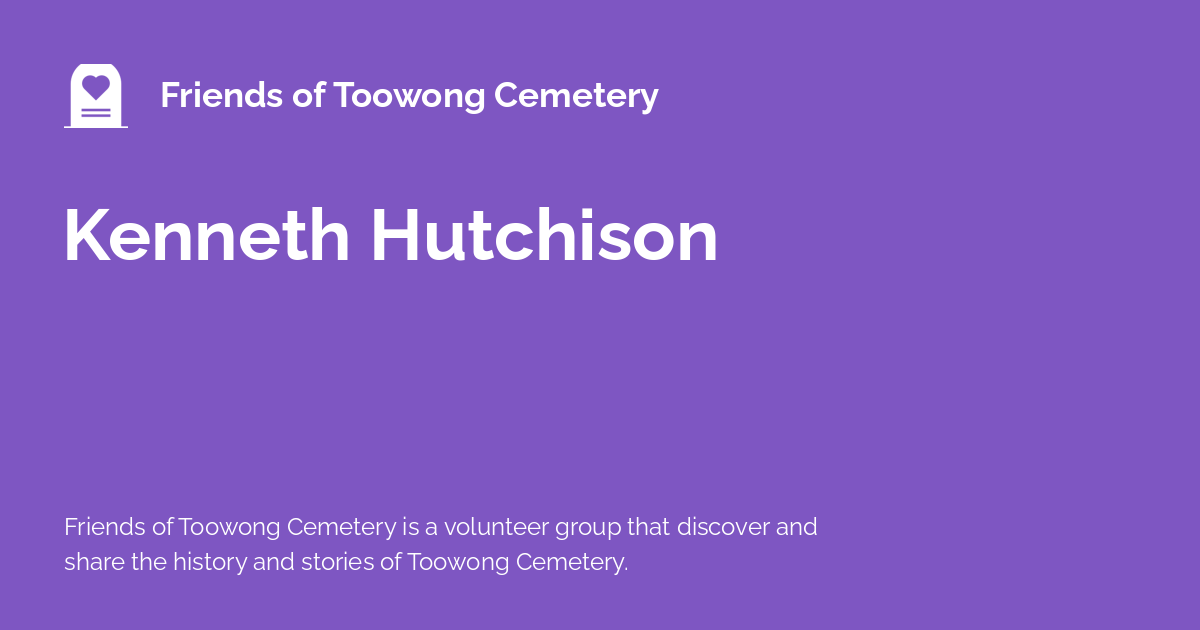 Friends of Toowong Cemetery
Kenneth Hutchison
Friends of Toowong Cemetery is a volunteer group that discover and
share the history and stories of Toowong Cemetery.